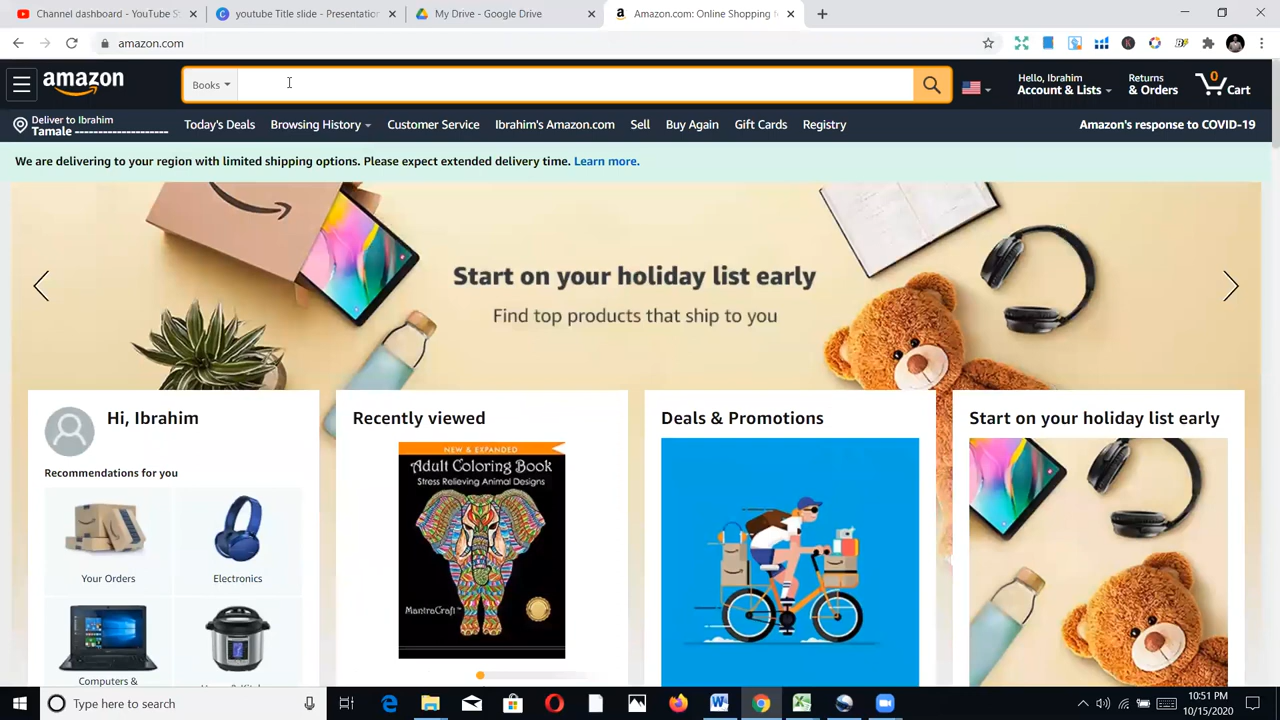 Channel dashboard - YouTube S
youtube Title slide - Presentation
My Drive - Google Drive
Amazon.com: Online Shopping f
amazon.com
amazon
Books
Hello, Ibrahim
Account & Lists
Returns
& Orders
0
Cart
Deliver to Ibrahim
Tamale --------------------
Today's Deals
Browsing History
Customer Service
Ibrahim's Amazon.com
Sell
Buy Again
Gift Cards
Registry
Amazon's response to COVID-19
We are delivering to your region with limited shipping options. Please expect extended delivery time. Learn more.
Start on your holiday list early
Find top products that ship to you
Hi, Ibrahim
Recommendations for you
Your Orders
Electronics
Computers &
Recently viewed
NEW & EXPANDED
Adult Coloring Book
Stress Relieving Animal Designs
MantraCraft™
Deals & Promotions
Start on your holiday list early
Type here to search
10:51 PM
10/15/2020